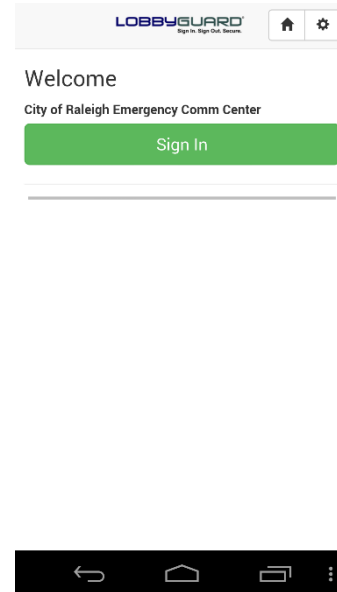 LOBBYGUARD
Sign In. Sign Out. Secure.
Welcome
City of Raleigh Emergency Comm Center
Sign In